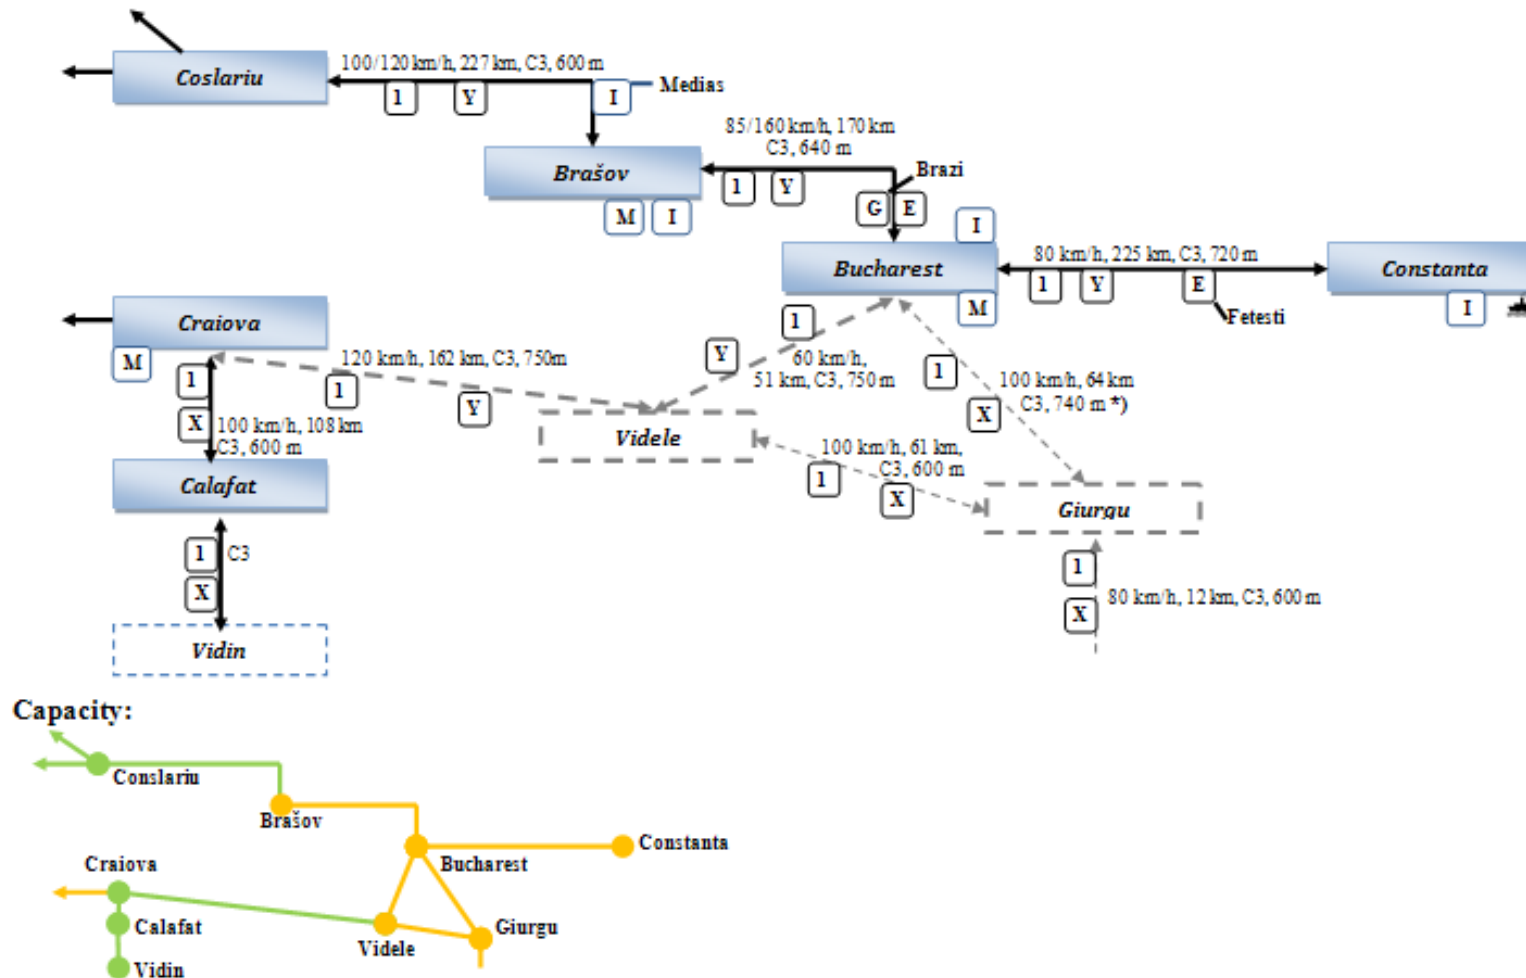 100/120 km/h, 227 km, C3, 600 m
Coslariu
1
Y
I
Medias
85/160 km/h, 170 km
C3, 640 m
Brašov
1
Y
Brazi
G
E
M
I
I
Bucharest
80 km/h, 225 km, C3, 720 m
Constanta
1
Y
E
Fetesti
M
I
Craiova
M
1
120 km/h, 162 km, C3, 750m
1
Y
1
Y
60 km/h,
51 km, C3, 750 m
1
X
100 km/h, 64 km
C3, 740 m *)
X
100 km/h, 108 km
C3, 600 m
Videle
100 km/h, 61 km,
C3, 600 m
1
X
Calafat
Giurgu
1
C3
X
1
X
80 km/h, 12 km, C3, 600 m
Vidin
Capacity:
Conslariu
Brašov
Constanta
Bucharest
Craiova
Calafat
Videle
Giurgu
Vidin